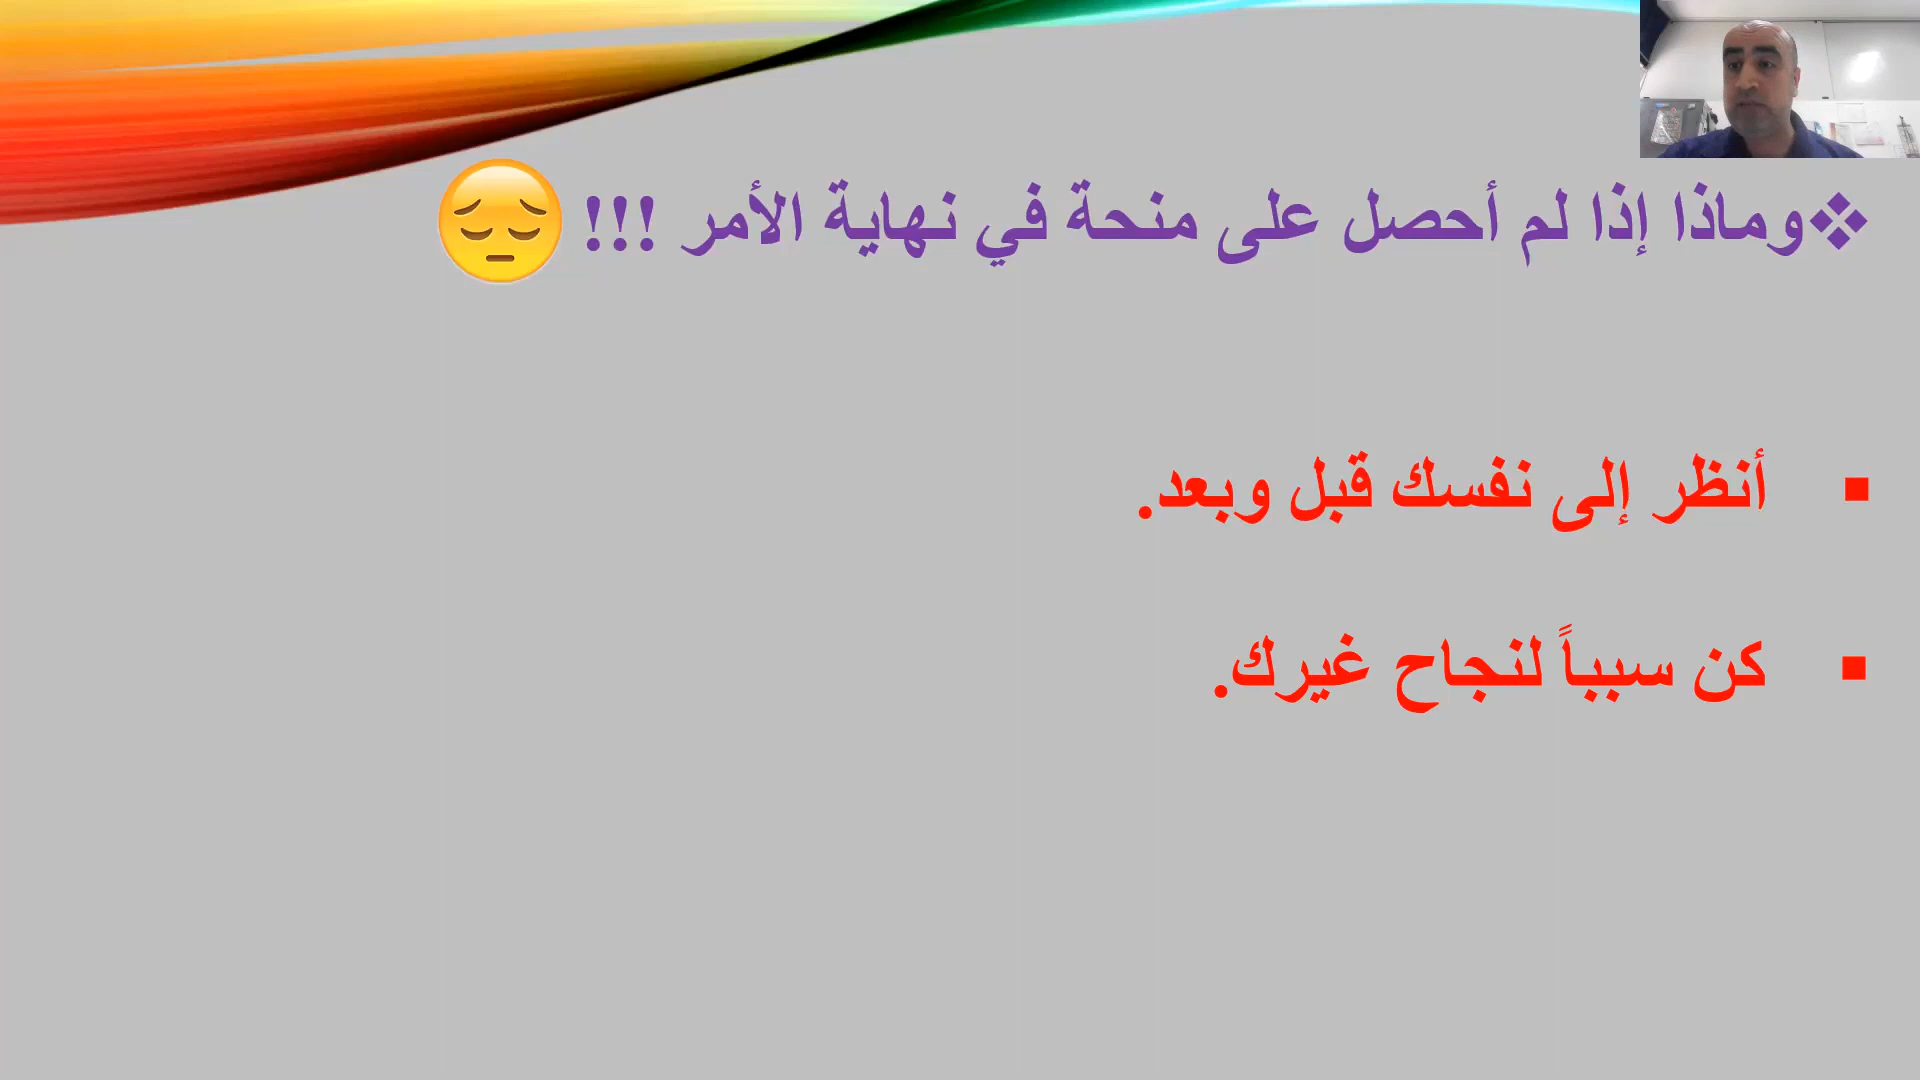 ❖وماذا إذا لم أحصل على منحة في نهاية الأمر !!! 😔
▪ أنظر إلى نفسك قبل وبعد.
▪ كن سبباً لنجاح غيرك.